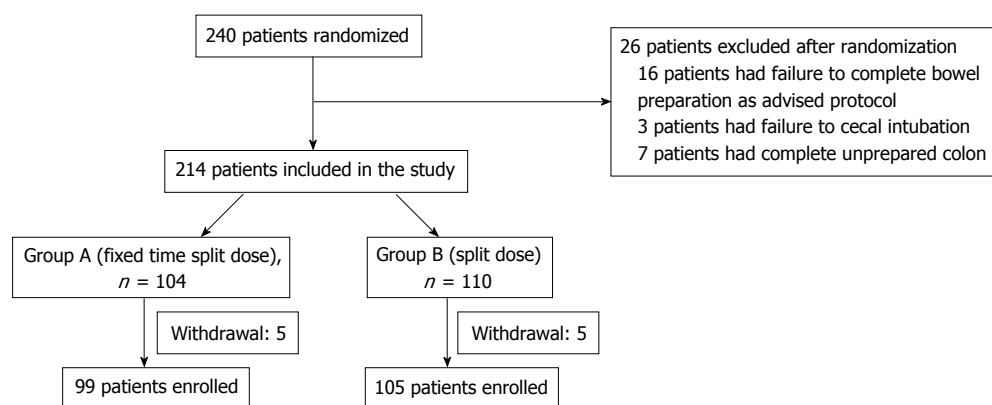 240 patients randomized
26 patients excluded after randomization
16 patients had failure to complete bowel
preparation as advised protocol
3 patients had failure to cecal intubation
7 patients had complete unprepared colon
214 patients included in the study
Group A (fixed time split dose),
n = 104
Group B (split dose)
n = 110
Withdrawal: 5
Withdrawal: 5
99 patients enrolled
105 patients enrolled